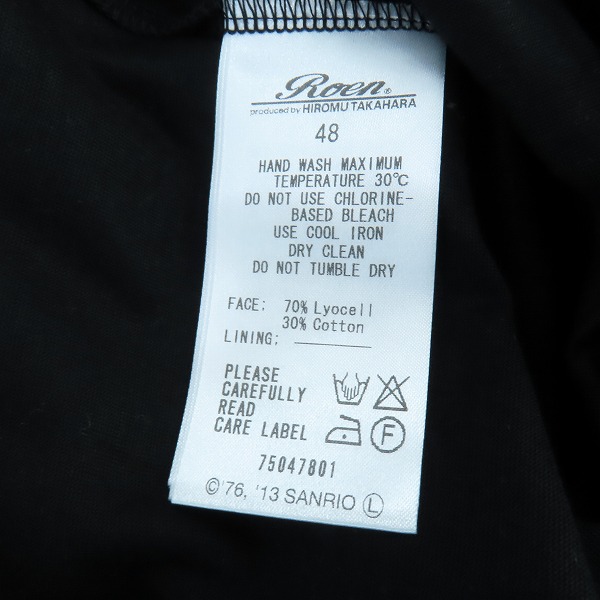 Roen®
produced by HIROMU TAKAHARA
48
HAND WASH MAXIMUM
TEMPERATURE 30℃
DO NOT USE CHLORINE-
BASED BLEACH
USE COOL IRON
DRY CLEAN
DO NOT TUMBLE DRY
FACE: 70% Lyocell
30% Cotton
LINING:
PLEASE
CAREFULLY
READ
CARE LABEL
F
75047801
©'76, '13 SANRIO Ⓛ